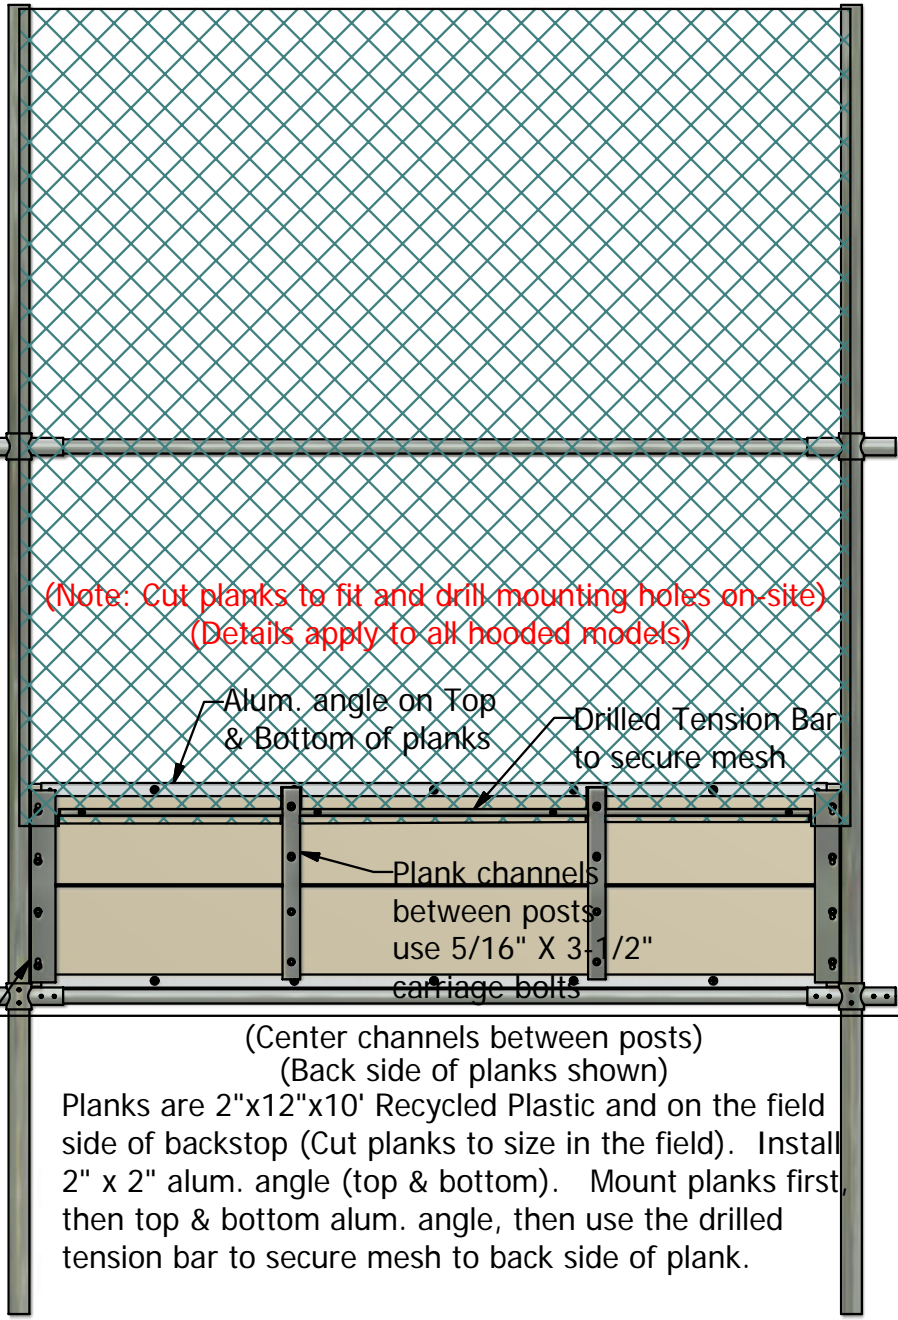 (Note: Cut planks to fit and drill mounting holes on-site)
(Details apply to all hooded models)
Alum. angle on Top
& Bottom of planks
Drilled Tension Bar
to secure mesh
Plank channels
between posts
use 5/16" X 3-1/2"
carriage bolts
(Center channels between posts)
(Back side of planks shown)
Planks are 2"x12"x10' Recycled Plastic and on the field
side of backstop (Cut planks to size in the field).  Install
2" x 2" alum. angle (top & bottom).   Mount planks first,
then top & bottom alum. angle, then use the drilled
tension bar to secure mesh to back side of plank.